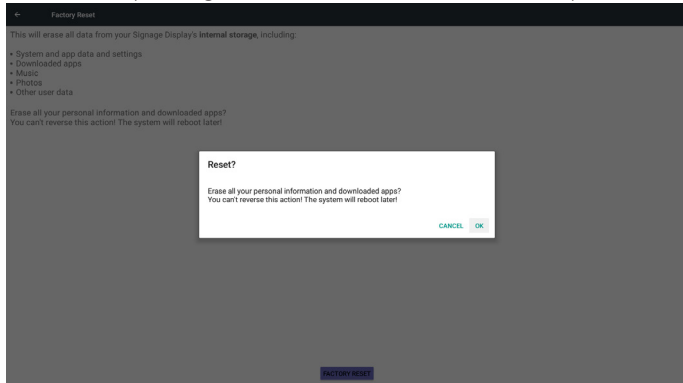 ← Factory Reset
This will erase all data from your Signage Display's internal storage, including:
• System and app data and settings
• Downloaded apps
• Music
• Photos
• Other user data
Erase all your personal information and downloaded apps?
You can't reverse this action! The system will reboot later!
Reset?
Erase all your personal information and downloaded apps?
You can't reverse this action! The system will reboot later!
CANCEL OK
FACTORY RESET